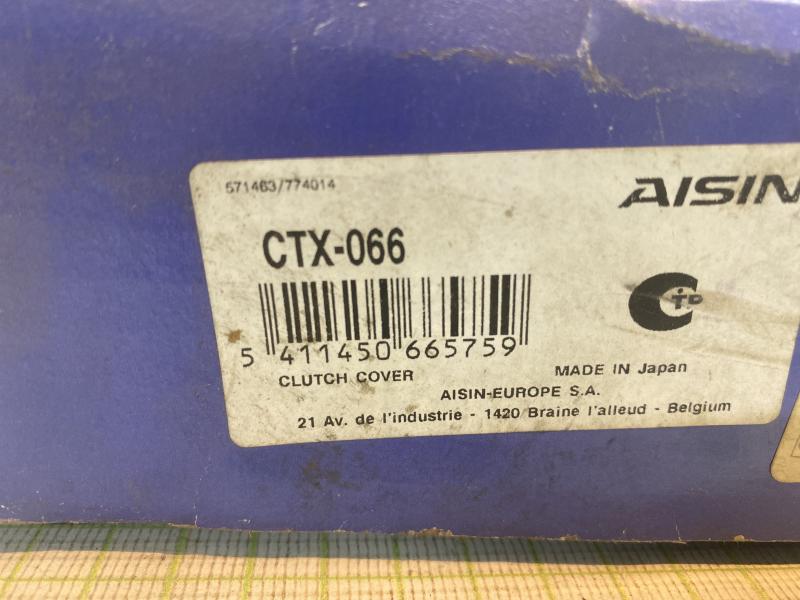 571463/774014
AISIN
CTX-066
5 411450 665759
CLUTCH COVER
MADE IN Japan
AISIN-EUROPE S.A.
21 Av. de l'industrie - 1420 Braine l'alleud - Belgium